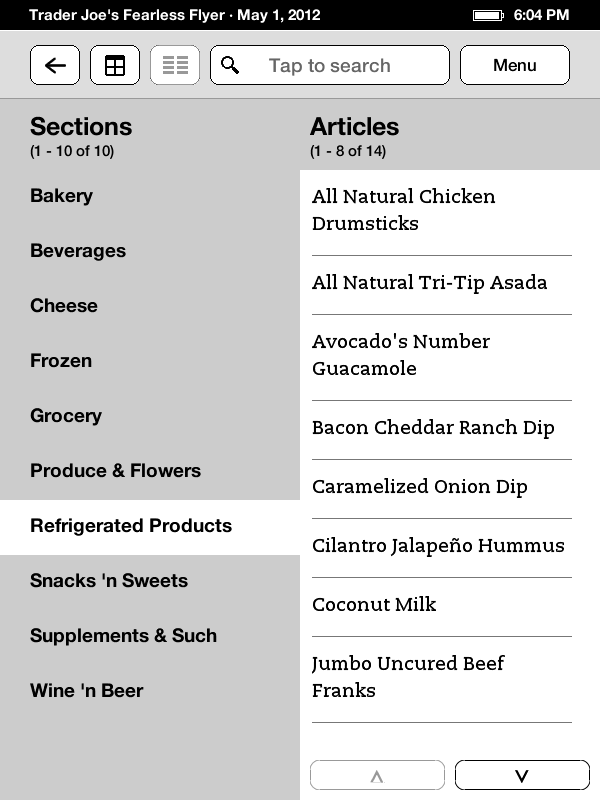 Trader Joe's Fearless Flyer · May 1, 2012
6:04 PM
Tap to search
Menu
Sections
(1 - 10 of 10)
Bakery
Beverages
Cheese
Frozen
Grocery
Produce & Flowers
Refrigerated Products
Snacks 'n Sweets
Supplements & Such
Wine 'n Beer
Articles
(1 - 8 of 14)
All Natural Chicken
Drumsticks
All Natural Tri-Tip Asada
Avocado's Number
Guacamole
Bacon Cheddar Ranch Dip
Caramelized Onion Dip
Cilantro Jalapeño Hummus
Coconut Milk
Jumbo Uncured Beef
Franks